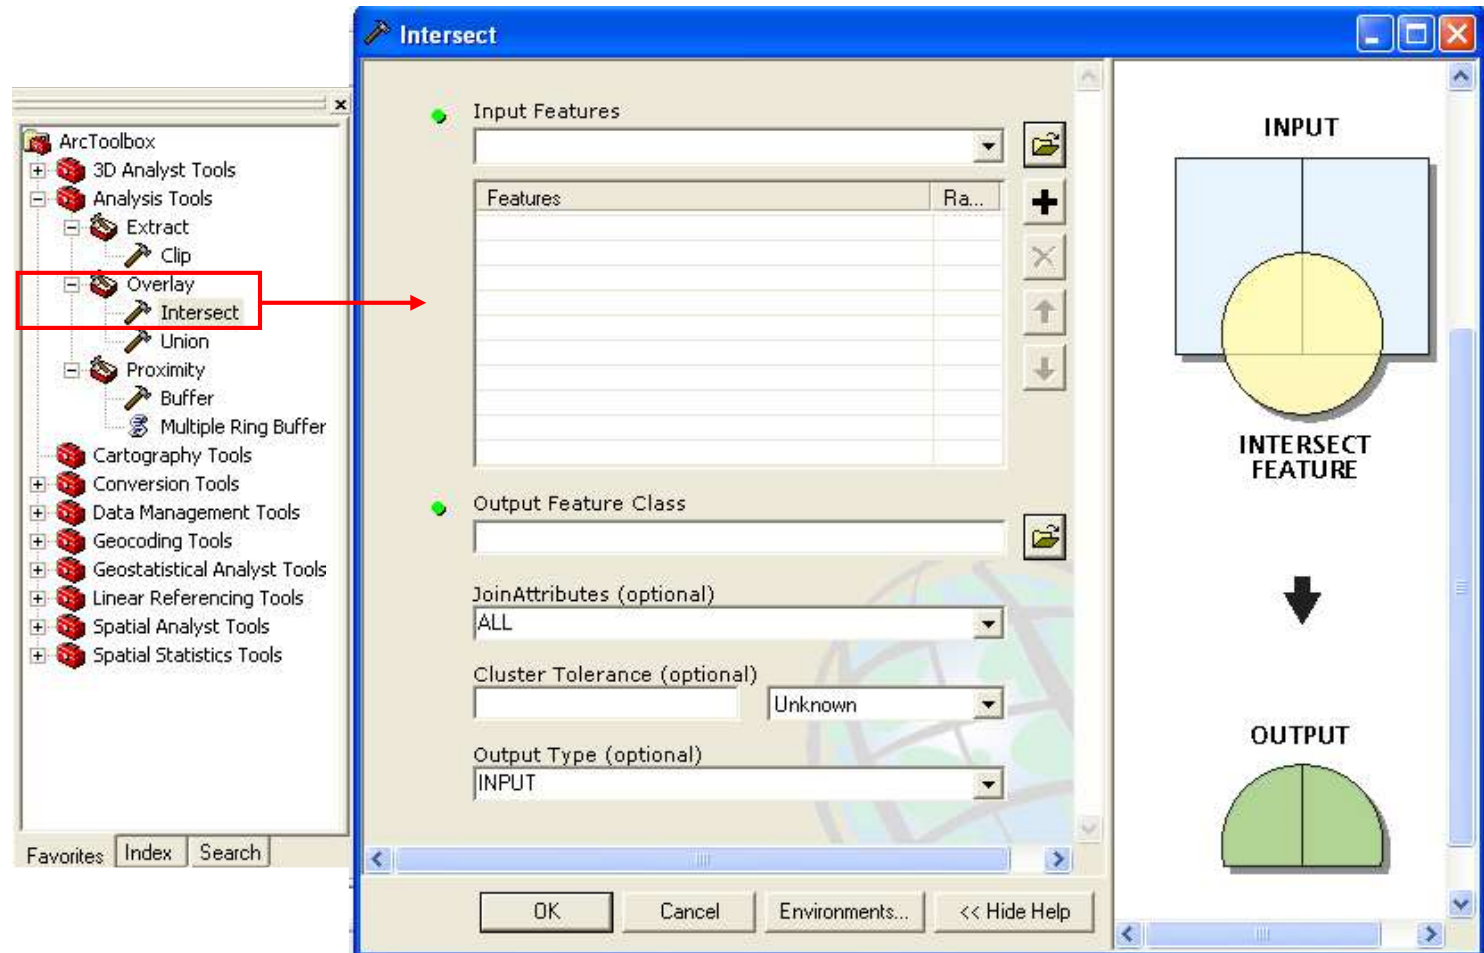 ArcToolbox
3D Analyst Tools
Analysis Tools
Extract
Clip
Overlay
Intersect
Union
Proximity
Buffer
Multiple Ring Buffer
Cartography Tools
Conversion Tools
Data Management Tools
Geocoding Tools
Geostatistical Analyst Tools
Linear Referencing Tools
Spatial Analyst Tools
Spatial Statistics Tools
Favorites Index Search
Intersect
Input Features
Features Ra...
Output Feature Class
JoinAttributes (optional)
ALL
Cluster Tolerance (optional)
Unknown
Output Type (optional)
INPUT
OK Cancel Environments... << Hide Help
INPUT
INTERSECT
FEATURE
OUTPUT